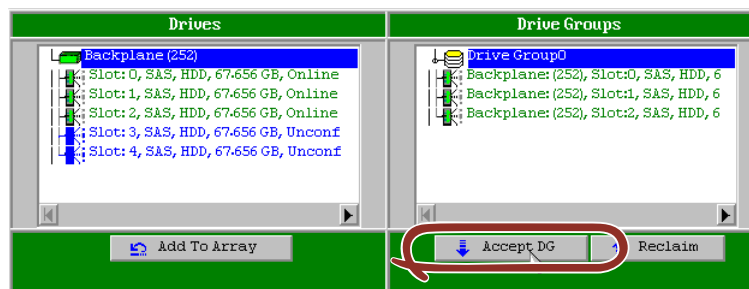 Drives
Drive Groups
Backplane (252)
Slot: 0, SAS, HDD, 67.656 GB, Online
Slot: 1, SAS, HDD, 67.656 GB, Online
Slot: 2, SAS, HDD, 67.656 GB, Online
Slot: 3, SAS, HDD, 67.656 GB, Unconf
Slot: 4, SAS, HDD, 67.656 GB, Unconf
Drive Group0
Backplane: (252), Slot:0, SAS, HDD, 6
Backplane: (252), Slot:1, SAS, HDD, 6
Backplane: (252), Slot:2, SAS, HDD, 6
Add To Array
Accept DG
Reclaim